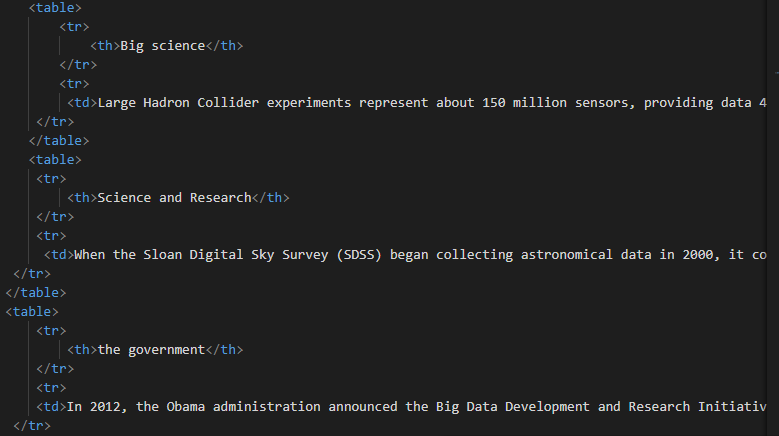 <table>
<tr>
<th>Big science</th>
</tr>
<tr>
<td>Large Hadron Collider experiments represent about 150 million sensors, providing data 4
</tr>
</table>
<table>
<tr>
<th>Science and Research</th>
</tr>
<tr>
<td>When the Sloan Digital Sky Survey (SDSS) began collecting astronomical data in 2000, it co
</tr>
</table>
<table>
<tr>
<th>the government</th>
</tr>
<tr>
<td>In 2012, the Obama administration announced the Big Data Development and Research Initiativ
</tr>